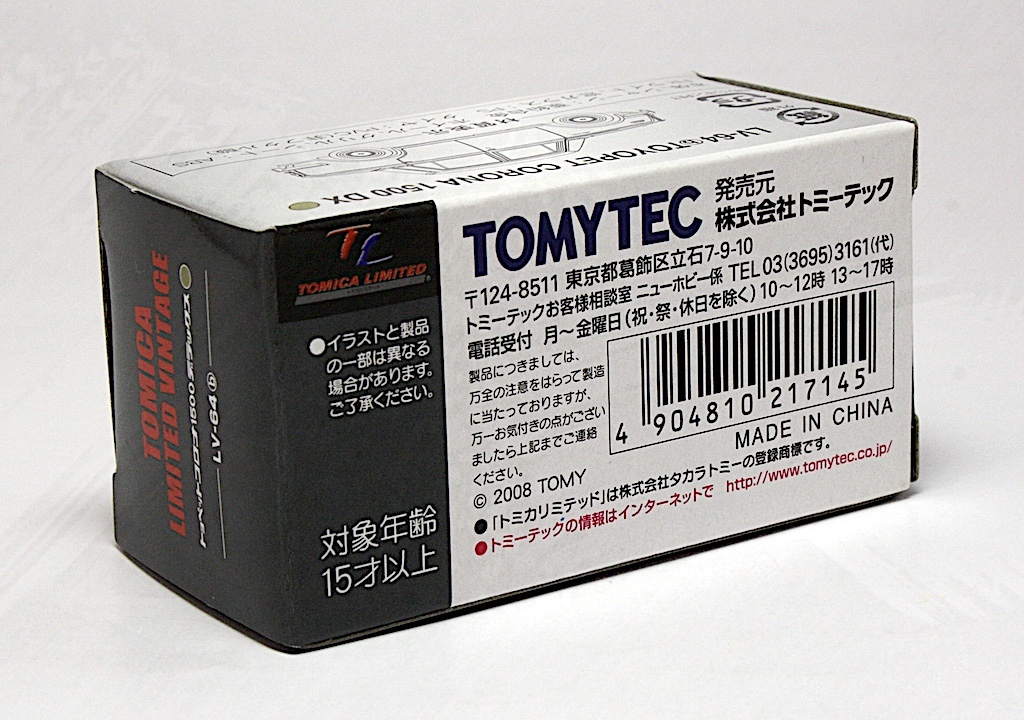 LV-64ⓐTOYOPET CORONA 1500 DX
TOMICA
LIMITED VINTAGE
LV-64ⓐ
TOMICA LIMITED
●イラストと製品
の一部は異なる
場合があります。
ご了承ください。
対象年齢
15才以上
TOMYTEC
発売元
株式会社トミーテック
〒124-8511 東京都葛飾区立石7-9-10
トミーテックお客様相談室 ニューホビー係 TEL 03(3695)3161(代)
電話受付 月～金曜日(祝・祭・休日を除く) 10～12時 13～17時
製品につきましては、
万全の注意をはらって製造
に当たっておりますが、
万一お気付きの点がござい
ましたら上記までご連絡
ください。
4 904810 217145
MADE IN CHINA
© 2008 TOMY
●「トミカリミテッド」は株式会社タカラトミーの登録商標です。
●トミーテックの情報はインターネットで http://www.tomytec.co.jp/